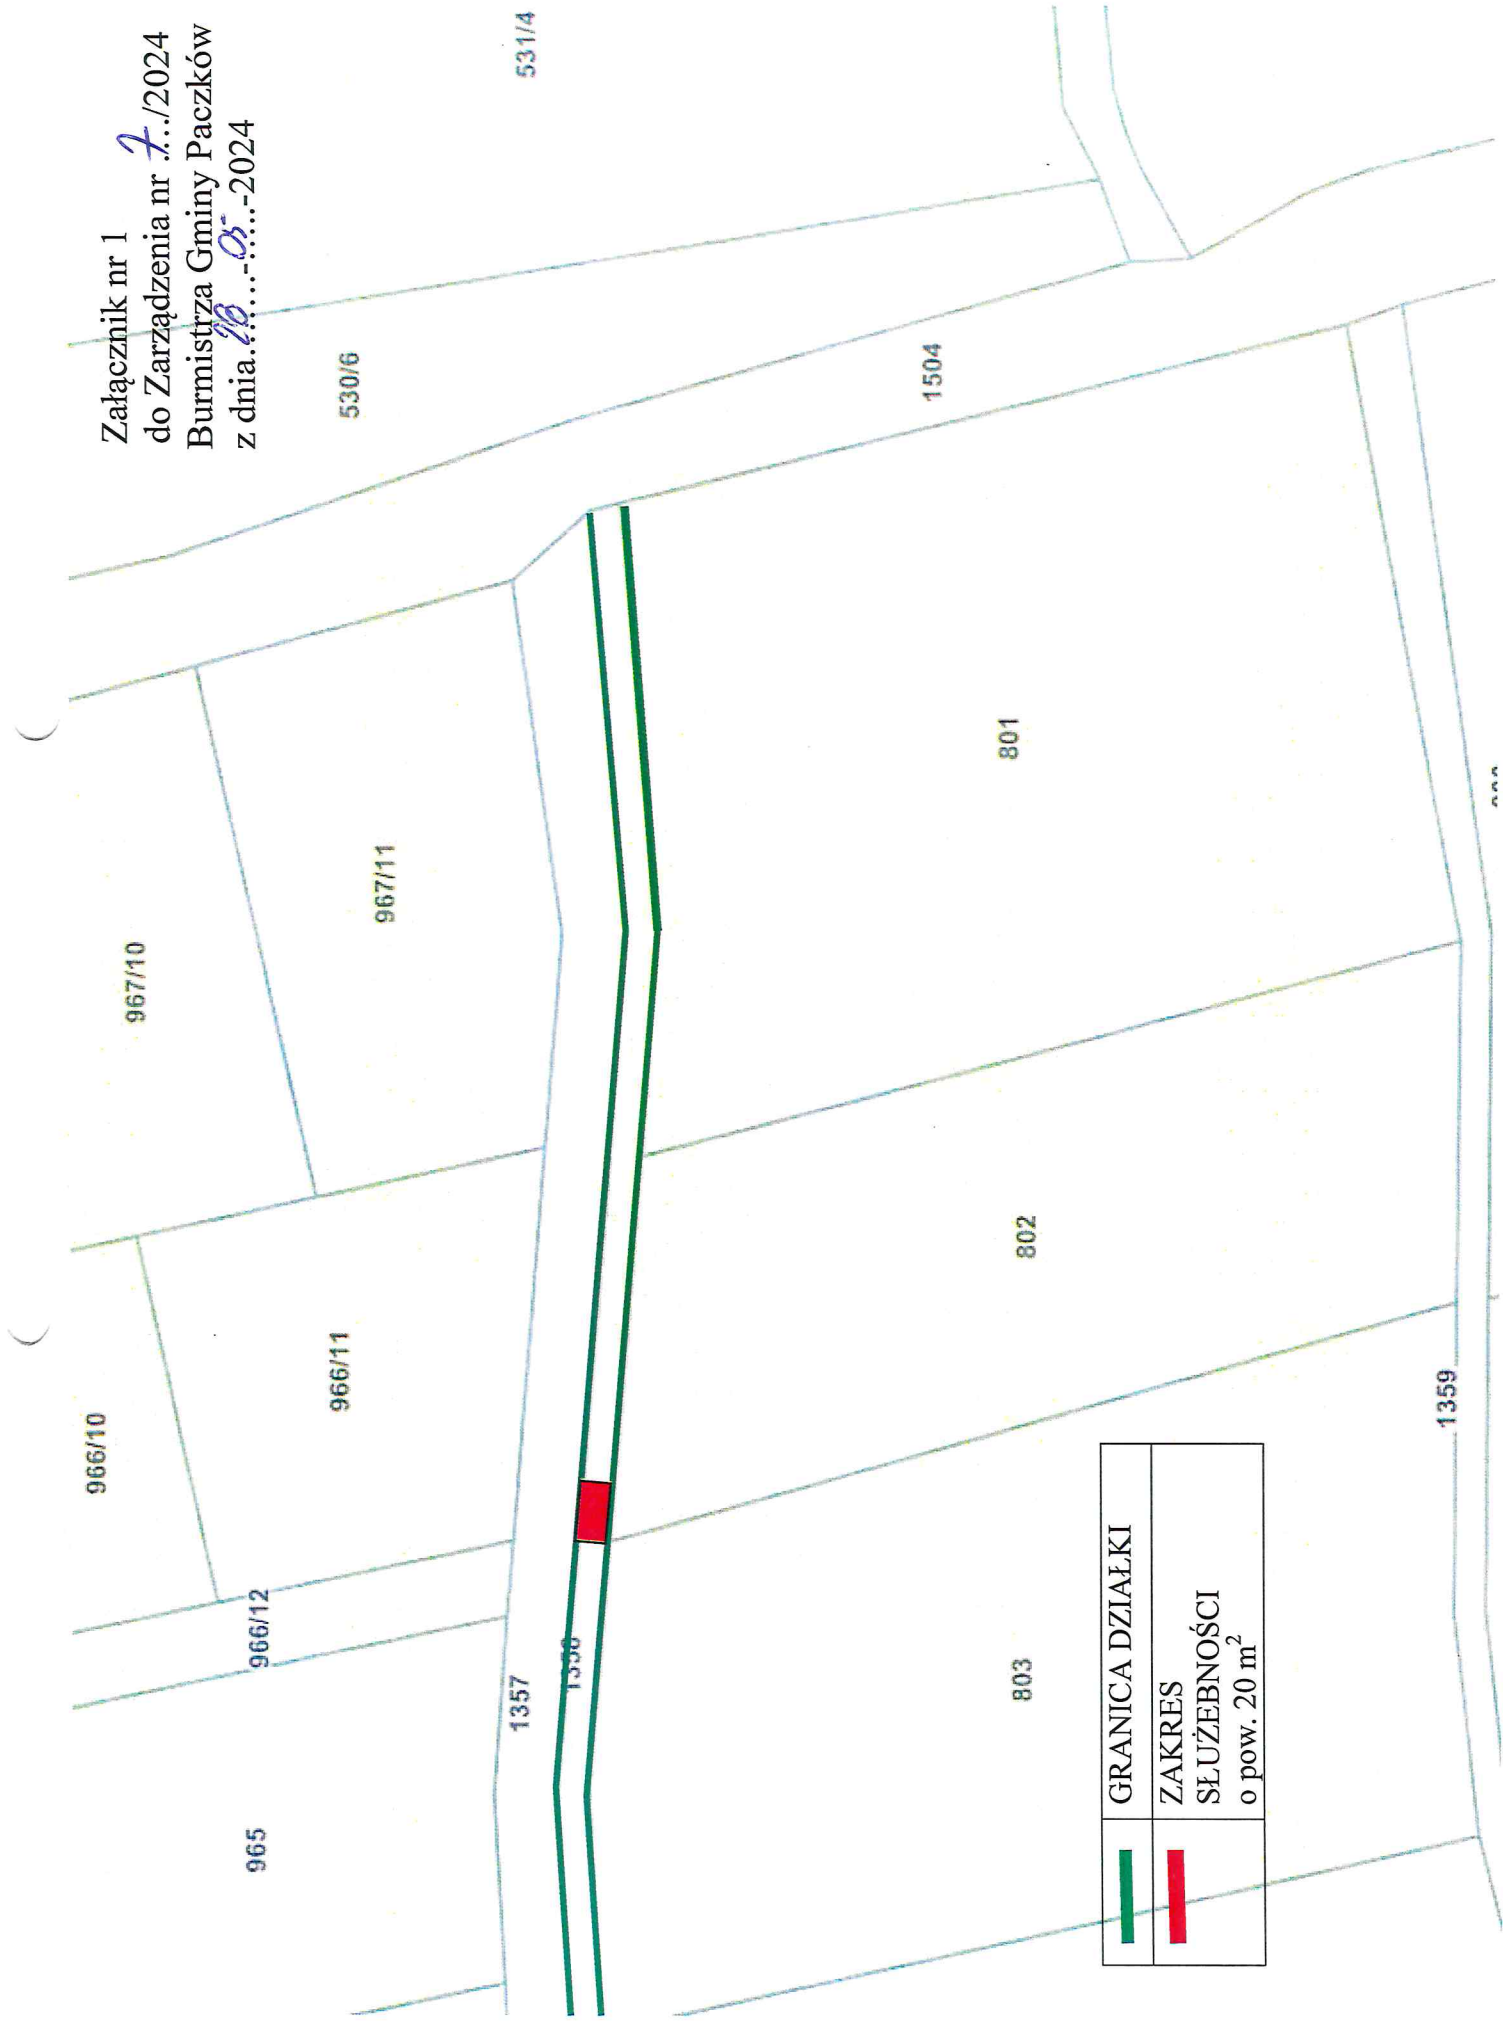 Załącznik nr 1
do Zarządzenia nr .7../2024
Burmistrza Gminy Paczków
z dnia.........-.05..-2024
966/10
967/10
965
966/12
966/11
967/11
530/6
531/4
1357
1358
1504
803
802
801
GRANICA DZIAŁKI
ZAKRES
SŁUŻEBNOŚCI
o pow. 20 m²
1359